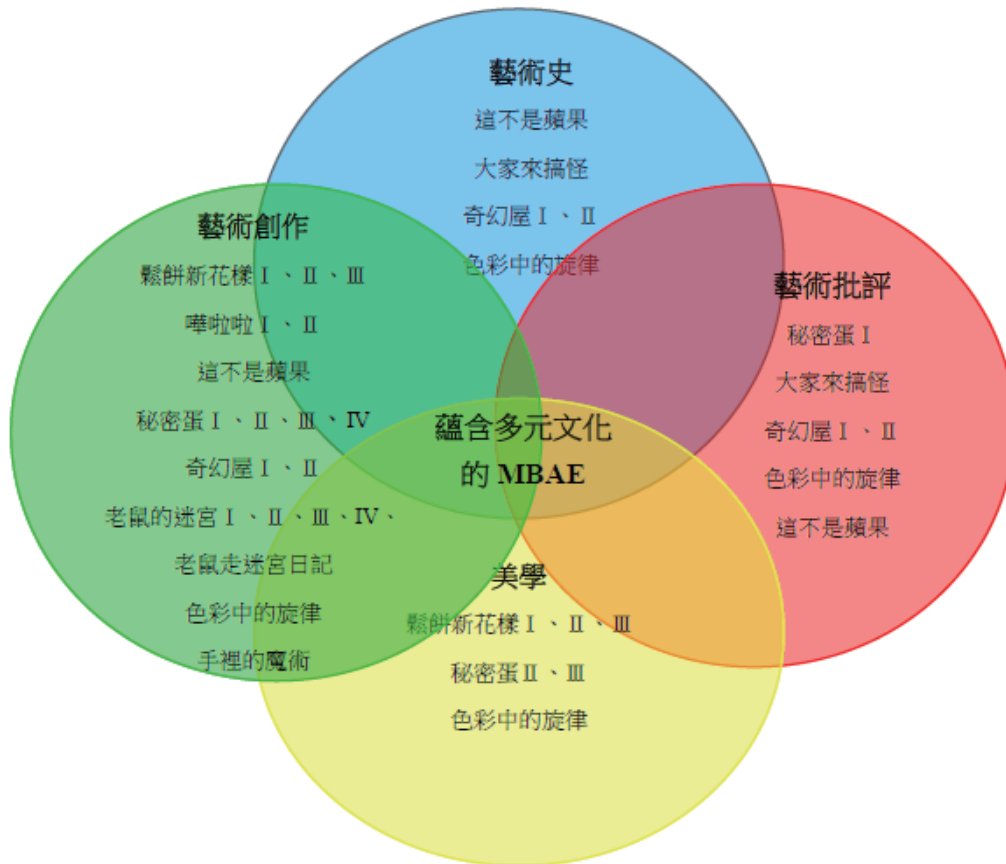 藝術史
這不是蘋果
大家來搞怪
奇幻屋Ⅰ、Ⅱ
色彩中的旋律
藝術創作
鬆餅新花樣Ⅰ、Ⅱ、Ⅲ
嘩啦啦Ⅰ、Ⅱ
這不是蘋果
秘密蛋Ⅰ、Ⅱ、Ⅲ、Ⅳ
奇幻屋Ⅰ、Ⅱ
老鼠的迷宮Ⅰ、Ⅱ、Ⅲ、Ⅳ、
老鼠走迷宮日記
色彩中的旋律
手裡的魔術
藝術批評
秘密蛋Ⅰ
大家來搞怪
奇幻屋Ⅰ、Ⅱ
色彩中的旋律
這不是蘋果
蘊含多元文化
的 MBAE
美學
鬆餅新花樣Ⅰ、Ⅱ、Ⅲ
秘密蛋Ⅱ、Ⅲ
色彩中的旋律